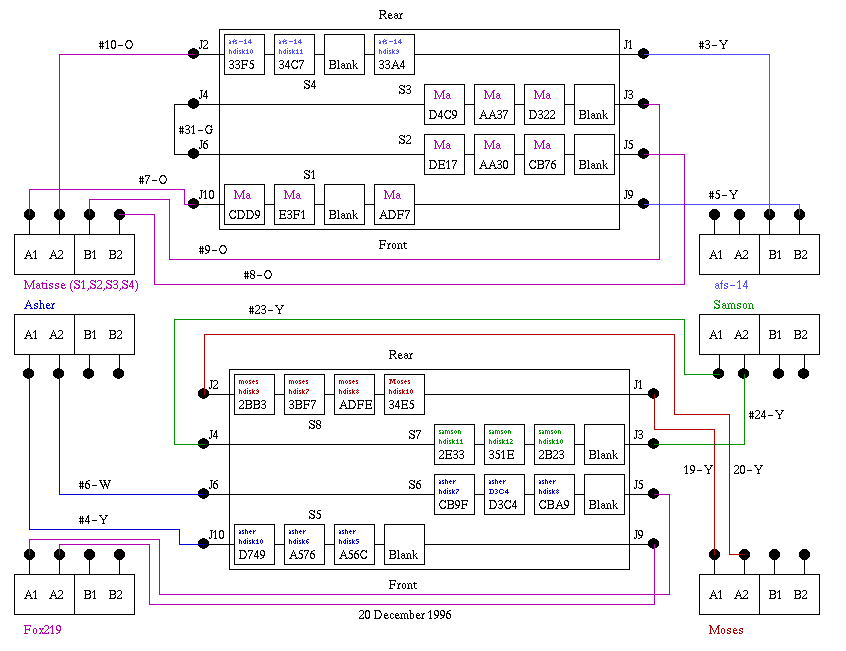 Rear
#10-O
J2
afs-14 hdisk10 33F5
afs-14 hdisk11 34C7
Blank
afs-14 hdisk9 33A4
J1
#3-Y
S4
S3
J4
Ma D4C9
Ma AA37
Ma D322
Blank
J3
#31-G
J6
S2
Ma DE17
Ma AA30
Ma CB76
Blank
J5
#7-O
S1
J10
Ma CDD9
Ma E3F1
Blank
Ma ADF7
J9
#5-Y
Front
#9-O
#8-O
A1 A2 B1 B2
A1 A2 B1 B2
Matisse (S1,S2,S3,S4)
afs-14
Asher
Samson
#23-Y
A1 A2 B1 B2
A1 A2 B1 B2
Rear
J2
moses hdisk9 2BB3
moses hdisk7 3BF7
moses hdisk8 ADFE
Moses hdisk10 34E5
J1
#24-Y
S8
S7
J4
samson hdisk11 2E33
samson hdisk12 351E
samson hdisk10 2B23
Blank
J3
19-Y
20-Y
#6-W
J6
S6
asher hdisk7 CB9F
asher D3C4 D3C4
asher hdisk8 CBA9
Blank
J5
#4-Y
S5
J10
asher hdisk10 D749
asher hdisk6 A576
asher hdisk5 A56C
Blank
J9
Front
A1 A2 B1 B2
A1 A2 B1 B2
20 December 1996
Fox219
Moses